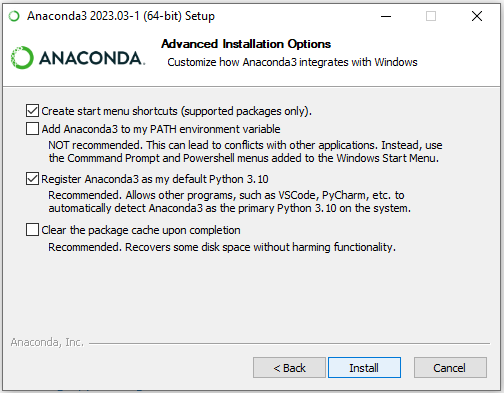 Anaconda3 2023.03-1 (64-bit) Setup
Advanced Installation Options
Customize how Anaconda3 integrates with Windows
ANACONDA.
Create start menu shortcuts (supported packages only).
Add Anaconda3 to my PATH environment variable
NOT recommended. This can lead to conflicts with other applications. Instead, use
the Commmand Prompt and Powershell menus added to the Windows Start Menu.
Register Anaconda3 as my default Python 3.10
Recommended. Allows other programs, such as VSCode, PyCharm, etc. to
automatically detect Anaconda3 as the primary Python 3.10 on the system.
Clear the package cache upon completion
Recommended. Recovers some disk space without harming functionality.
Anaconda, Inc.
< Back
Install
Cancel